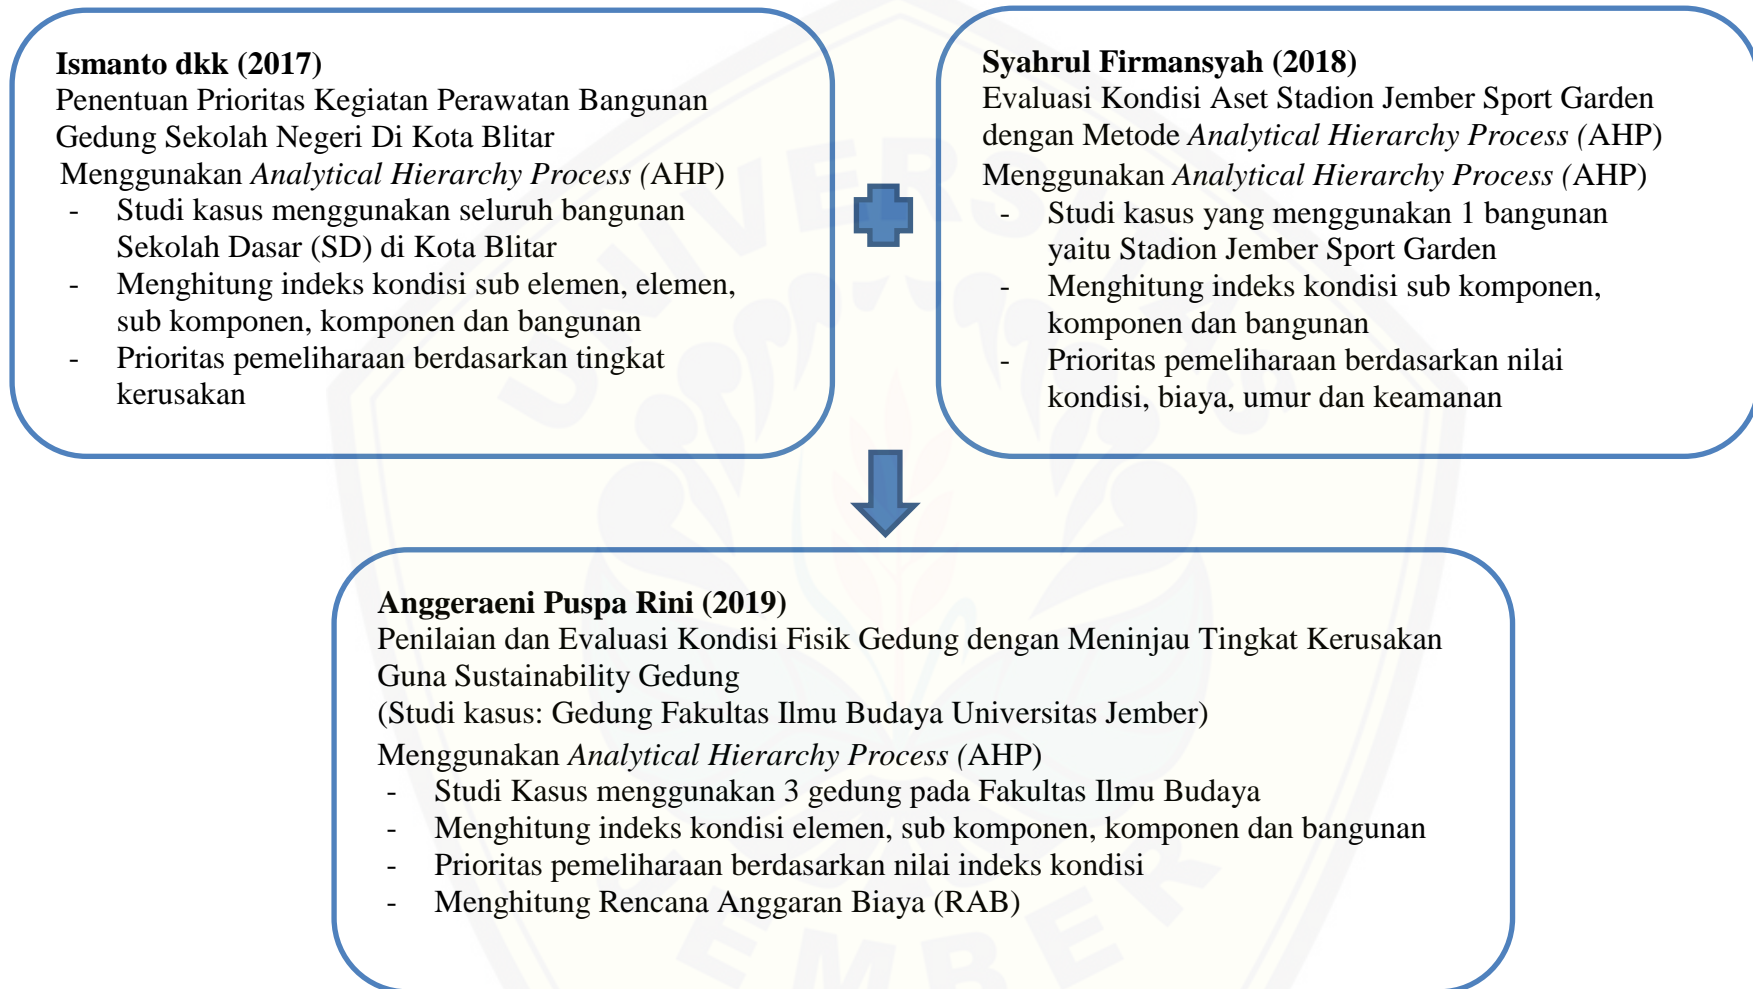 Ismanto dkk (2017)
Penentuan Prioritas Kegiatan Perawatan Bangunan
Gedung Sekolah Negeri Di Kota Blitar
Menggunakan Analytical Hierarchy Process (AHP)
- Studi kasus menggunakan seluruh bangunan
Sekolah Dasar (SD) di Kota Blitar
- Menghitung indeks kondisi sub elemen, elemen,
sub komponen, komponen dan bangunan
- Prioritas pemeliharaan berdasarkan tingkat
kerusakan
Syahrul Firmansyah (2018)
Evaluasi Kondisi Aset Stadion Jember Sport Garden
dengan Metode Analytical Hierarchy Process (AHP)
Menggunakan Analytical Hierarchy Process (AHP)
- Studi kasus yang menggunakan 1 bangunan
yaitu Stadion Jember Sport Garden
- Menghitung indeks kondisi sub komponen,
komponen dan bangunan
- Prioritas pemeliharaan berdasarkan nilai
kondisi, biaya, umur dan keamanan
Anggeraeni Puspa Rini (2019)
Penilaian dan Evaluasi Kondisi Fisik Gedung dengan Meninjau Tingkat Kerusakan
Guna Sustainability Gedung
(Studi kasus: Gedung Fakultas Ilmu Budaya Universitas Jember)
Menggunakan Analytical Hierarchy Process (AHP)
- Studi Kasus menggunakan 3 gedung pada Fakultas Ilmu Budaya
- Menghitung indeks kondisi elemen, sub komponen, komponen dan bangunan
- Prioritas pemeliharaan berdasarkan nilai indeks kondisi
- Menghitung Rencana Anggaran Biaya (RAB)
UNIVERSITAS
JEMBER